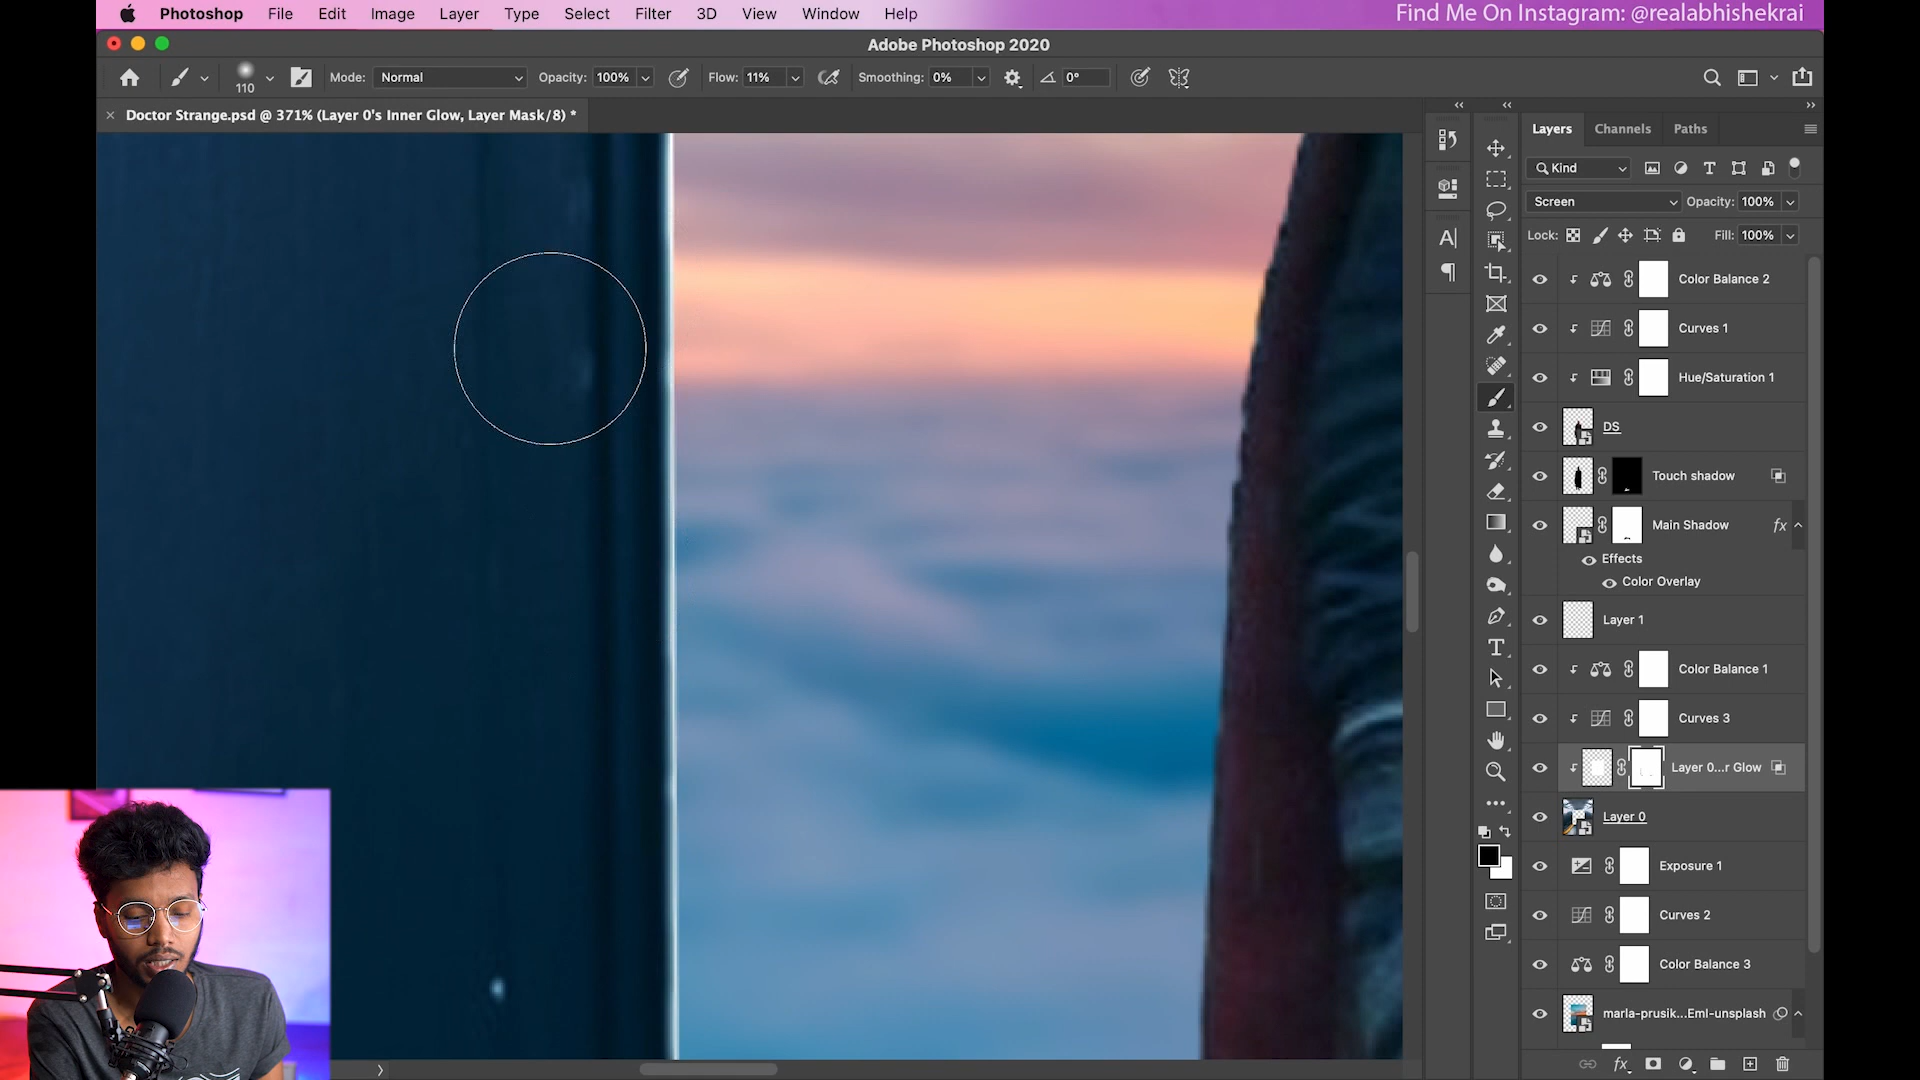 Photoshop File Edit Image Layer Type Select Filter 3D View Window Help
Find Me On Instagram: @realabhishekrai
Adobe Photoshop 2020
110 Mode: Normal Opacity: 100% Flow: 11% Smoothing: 0% 0°
Doctor Strange.psd @ 371% (Layer 0's Inner Glow, Layer Mask/8) *
Layers Channels Paths
Kind
Screen Opacity: 100%
Lock: Fill: 100%
Color Balance 2
Curves 1
Hue/Saturation 1
DS
Touch shadow
Main Shadow fx
Effects
Color Overlay
Layer 1
Color Balance 1
Curves 3
Layer 0...r Glow
Layer 0
Exposure 1
Curves 2
Color Balance 3
marla-prusik...Eml-unsplash
fx